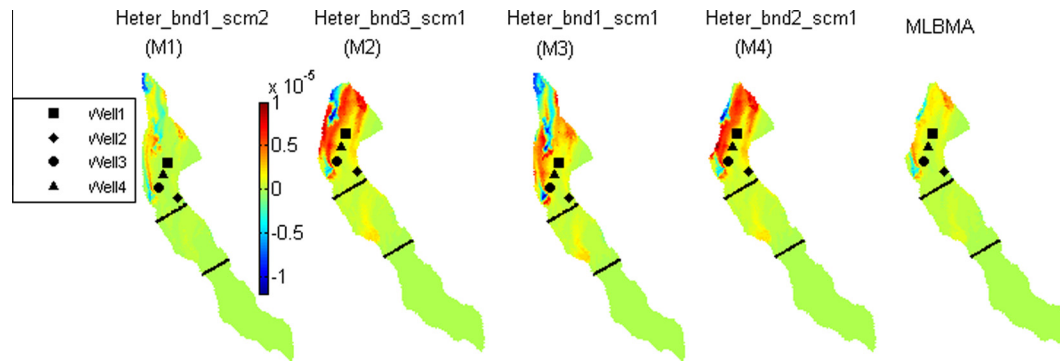 Heter_bnd1_scm2
(M1)
Heter_bnd3_scm1
(M2)
Heter_bnd1_scm1
(M3)
Heter_bnd2_scm1
(M4)
MLBMA
Well1
Well2
Well3
Well4
x 10^-5
1
0.5
0
-0.5
-1